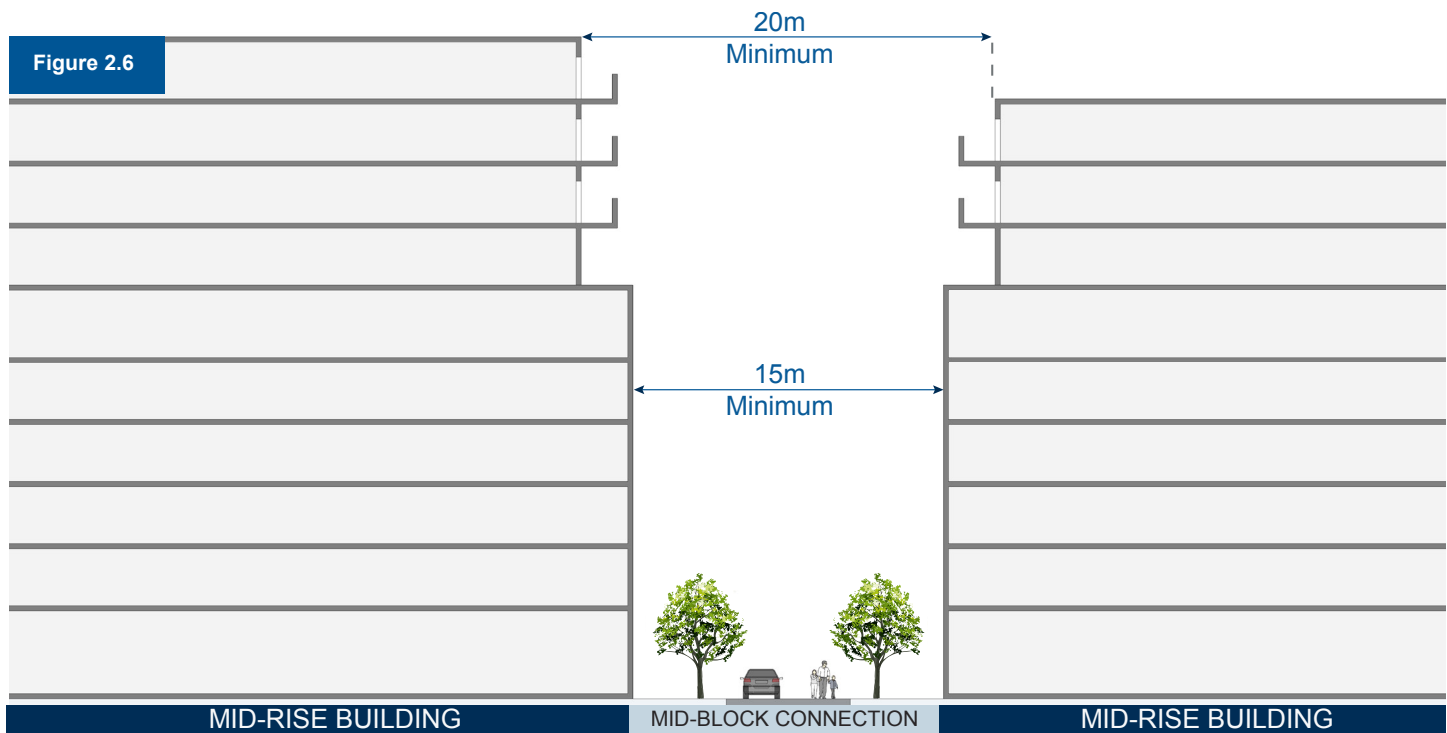 Figure 2.6
20m
Minimum
15m
Minimum
MID-RISE BUILDING
MID-BLOCK CONNECTION
MID-RISE BUILDING